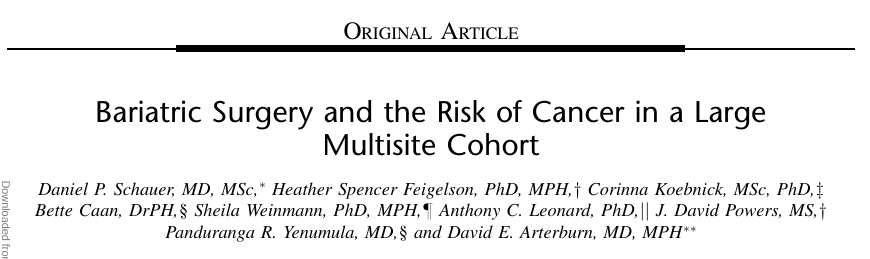 ORIGINAL ARTICLE
Bariatric Surgery and the Risk of Cancer in a Large
Multisite Cohort
Daniel P. Schauer, MD, MSc,* Heather Spencer Feigelson, PhD, MPH,† Corinna Koebnick, MSc, PhD,‡
Bette Caan, DrPH,§ Sheila Weinmann, PhD, MPH,¶ Anthony C. Leonard, PhD,|| J. David Powers, MS,†
Panduranga R. Yenumula, MD,§ and David E. Arterburn, MD, MPH**
Downloaded from